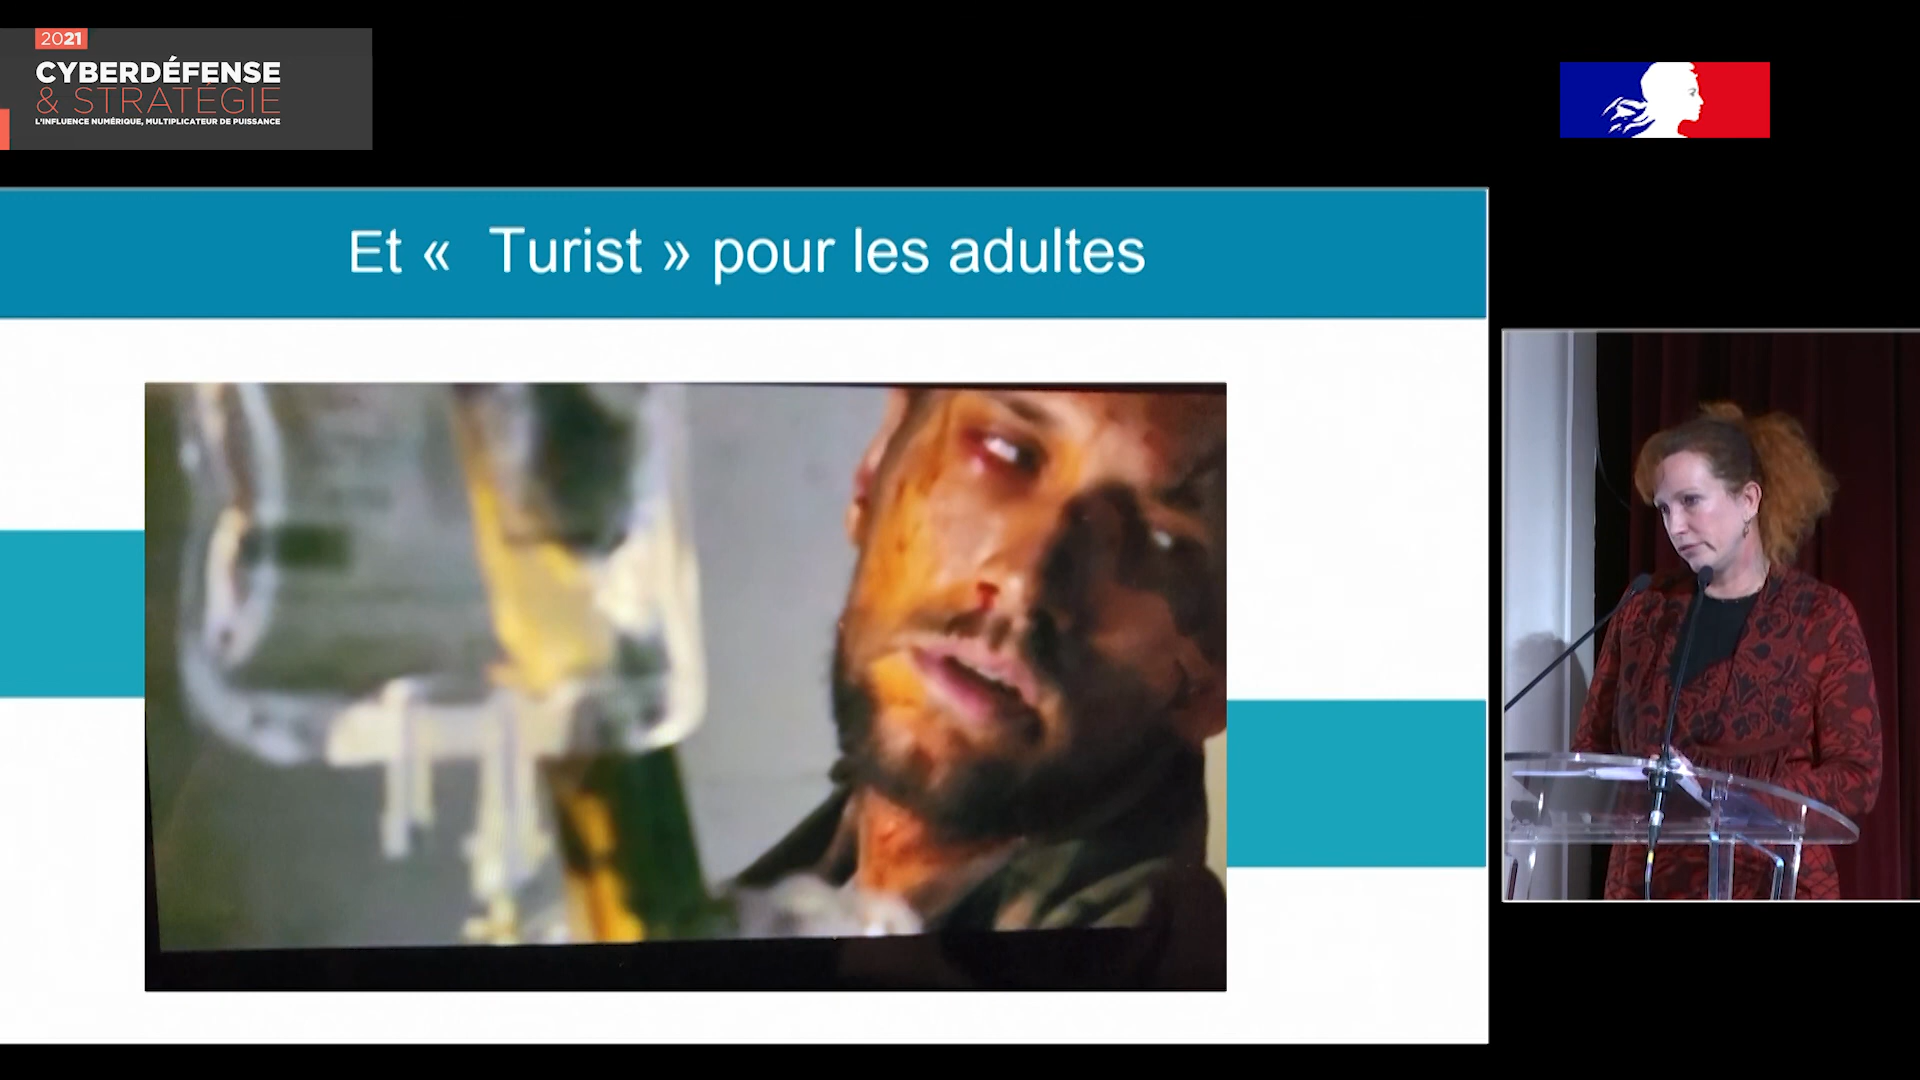 2021
CYBERDÉFENSE
& STRATÉGIE
L'INFLUENCE NUMÉRIQUE, MULTIPLICATEUR DE PUISSANCE
Et « Turist » pour les adultes